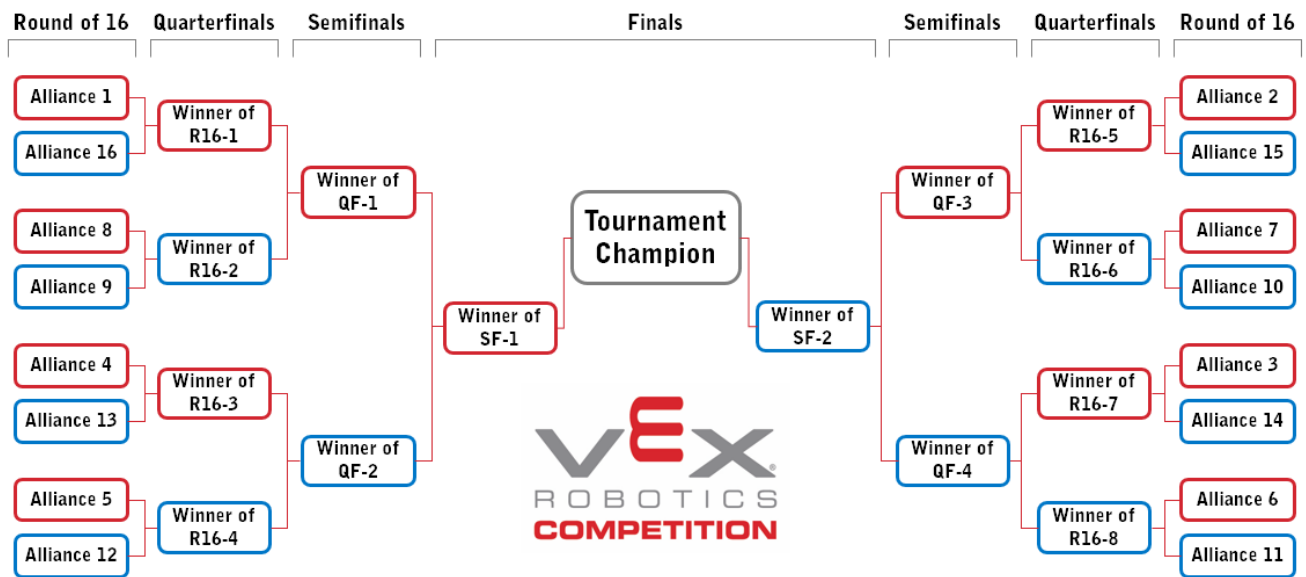 Round of 16 Quarterfinals Semifinals Finals Semifinals Quarterfinals Round of 16
Alliance 1
Alliance 16
Alliance 8
Alliance 9
Alliance 4
Alliance 13
Alliance 5
Alliance 12
Winner of
R16-1
Winner of
R16-2
Winner of
R16-3
Winner of
R16-4
Winner of
QF-1
Winner of
QF-2
Winner of
SF-1
Tournament
Champion
Winner of
SF-2
Winner of
QF-3
Winner of
QF-4
Winner of
R16-5
Winner of
R16-6
Winner of
R16-7
Winner of
R16-8
Alliance 2
Alliance 15
Alliance 7
Alliance 10
Alliance 3
Alliance 14
Alliance 6
Alliance 11
VEX®
ROBOTICS
COMPETITION